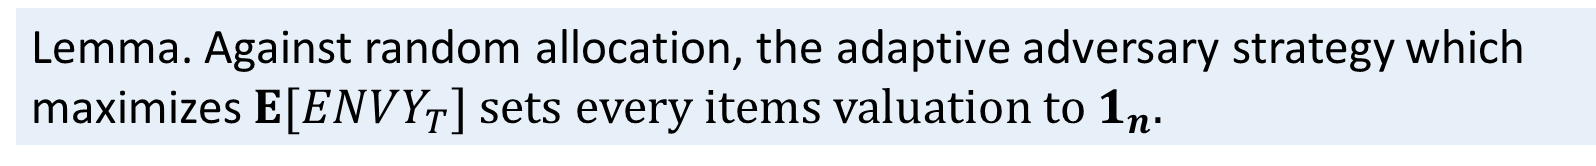 Lemma. Against random allocation, the adaptive adversary strategy which
maximizes 𝐄[𝐸𝑁𝑉𝑌_𝑇] sets every items valuation to 𝟏_𝒏.